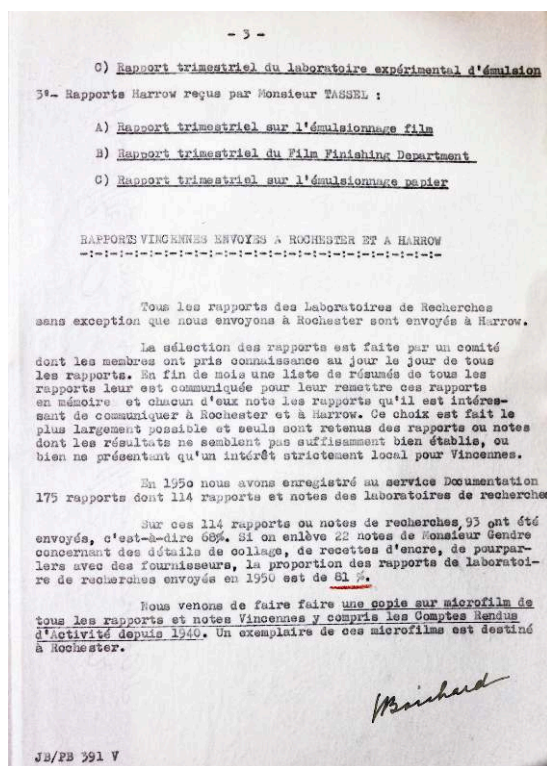 - 3 -
C) Rapport trimestriel du laboratoire expérimental d'émulsion
3°- Rapports Harrow reçus par Monsieur TASSEL :
A) Rapport trimestriel sur l'émulsionnage film
B) Rapport trimestriel du Film Finishing Department
C) Rapport trimestriel sur l'émulsionnage papier
RAPPORTS VINCENNES ENVOYES A ROCHESTER ET A HARROW
-:-:-:-:-:-:-:-:-:-:-:-:-:-:-:-:-:-:-:-:-:-:-:-:-
Tous les rapports des Laboratoires de Recherches
sans exception que nous envoyons à Rochester sont envoyés à Harrow.
La sélection des rapports est faite par un comité
dont les membres ont pris connaissance au jour le jour de tous
les rapports. En fin de mois une liste de résumés de tous les
rapports leur est communiquée pour leur remettre ces rapports
en mémoire et chacun d'eux note les rapports qu'il est intéres-
sant de communiquer à Rochester et à Harrow. Ce choix est fait le
plus largement possible et seuls sont retenus des rapports ou notes
dont les résultats ne semblent pas suffisamment bien établis, ou
bien ne présentant qu'un intérêt strictement local pour Vincennes.
En 1950 nous avons enregistré au service Documentation
175 rapports dont 114 rapports et notes des laboratoires de recherche
Sur ces 114 rapports ou notes de recherches, 93 ont été
envoyés, c'est-à-dire 68%. Si on enlève 22 notes de Monsieur Gendre
concernant des détails de collage, de recettes d'encre, de pourpar-
lers avec des fournisseurs, la proportion des rapports de laboratoi-
re de recherches envoyés en 1950 est de 81 %.
Nous venons de faire faire une copie sur microfilm de
tous les rapports et notes Vincennes y compris les Comptes Rendus
d'Activité depuis 1940. Un exemplaire de ces microfilms est destiné
à Rochester.
JB/PB 391 V